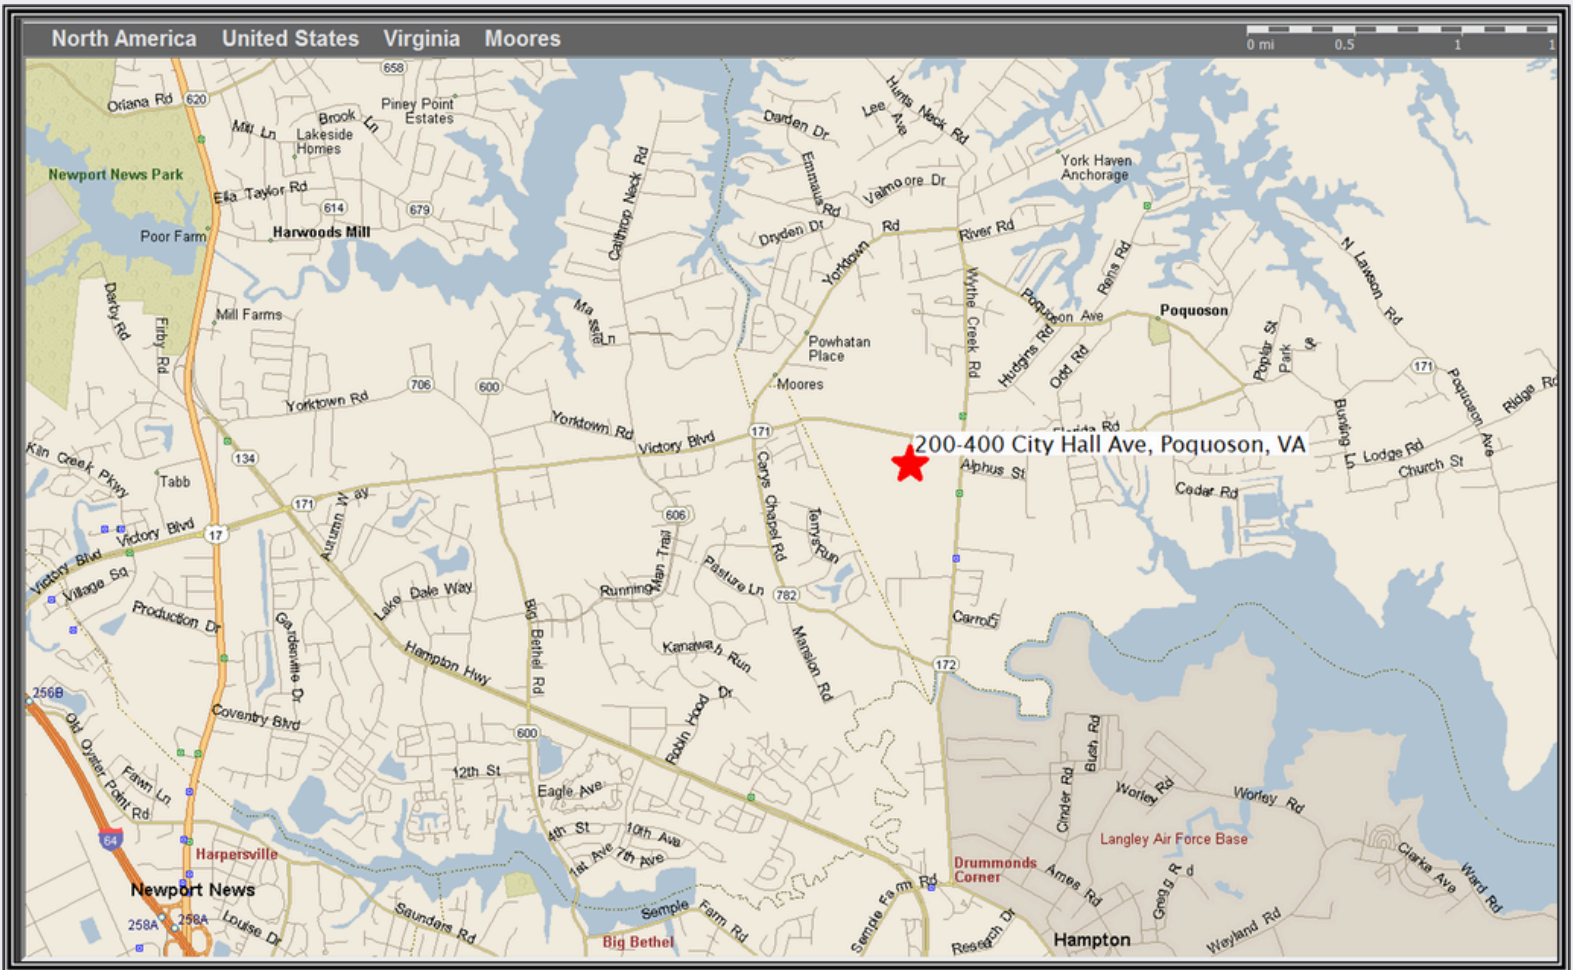 North America United States Virginia Moores
0 mi 0.5 1 1
658
Oriana Rd
620
Piney Point
Estates
Mill Ln
Brook Ln
Lakeside
Homes
Darden Dr
Lee Ave
Hunts Neck Rd
York Haven
Anchorage
Newport News Park
Ella Taylor Rd
614
679
Calthrop Neck Rd
Emmaus Rd
Valmoore Dr
Poor Farm
Harwoods Mill
Dryden Dr
Yorktown Rd
River Rd
N Lawson Rd
Rens Rd
Darby Rd
Firby Rd
Mill Farms
Massie Ln
Wythe Creek Rd
Poquoson Ave
Poquoson
Hudgins Rd
Odd Rd
Poplar St
Park &
Powhatan
Place
Moores
171
Poquoson Ave
Ridge Rd
706
600
Yorktown Rd
Yorktown Rd
Victory Blvd
171
Florida Rd
200-400 City Hall Ave, Poquoson, VA
Bunting Ln
Lodge Rd
Church St
Alphus St
Cedar Rd
Kiln Creek Pkwy
134
Tabb
171
Autumn Way
Carys Chapel Rd
606
Terrys Run
17
Victory Blvd
Victory Blvd
Village Sq
Production Dr
Gardenville Dr
Lake Dale Way
Big Bethel Rd
Running Man Trail
Pasture Ln
782
Carroll
Hampton Hwy
Kanawah Run
Mansion Rd
172
256B
Coventry Blvd
Old Oyster Point Rd
Robin Hood Dr
600
Fawn Ln
12th St
Eagle Ave
Bush Rd
Cinder Rd
Worley Rd
Worley Rd
64
Harpersville
4th St
10th Ave
7th Ave
1st Ave
Langley Air Force Base
Drummonds
Corner
Clarke Ave
Ward Rd
Newport News
258A
258A
Louise Dr
Saunders Rd
Semple Farm Rd
Semple Farm Rd
Ames Rd
Gregg Rd
Big Bethel
Research Dr
Hampton
Weyland Rd